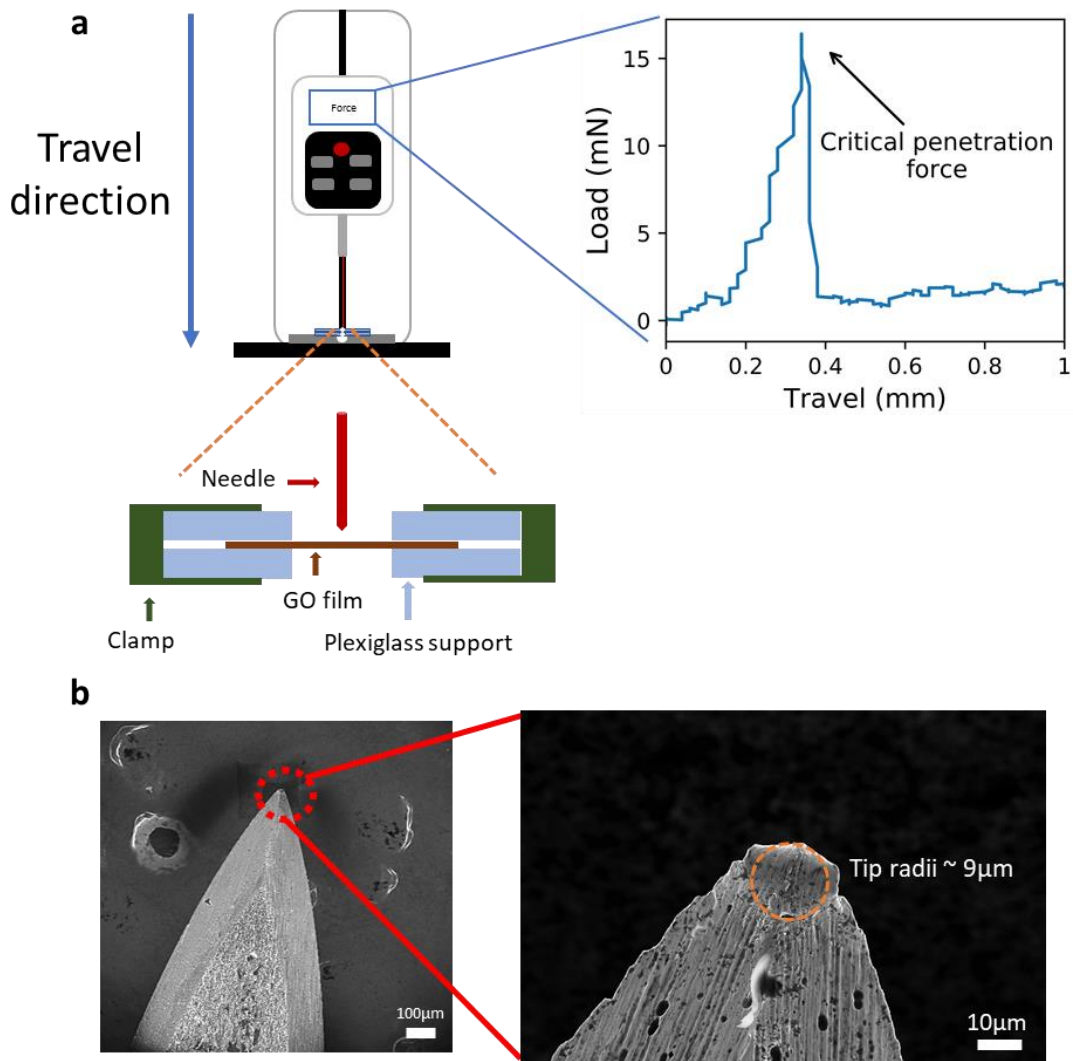 a
Travel
direction
Force
Load (mN)
15
10
5
0
Critical penetration
force
0
0.2
0.4
0.6
0.8
1
Travel (mm)
Needle
GO film
Clamp
Plexiglass support
b
100µm
Tip radii ~ 9µm
10µm